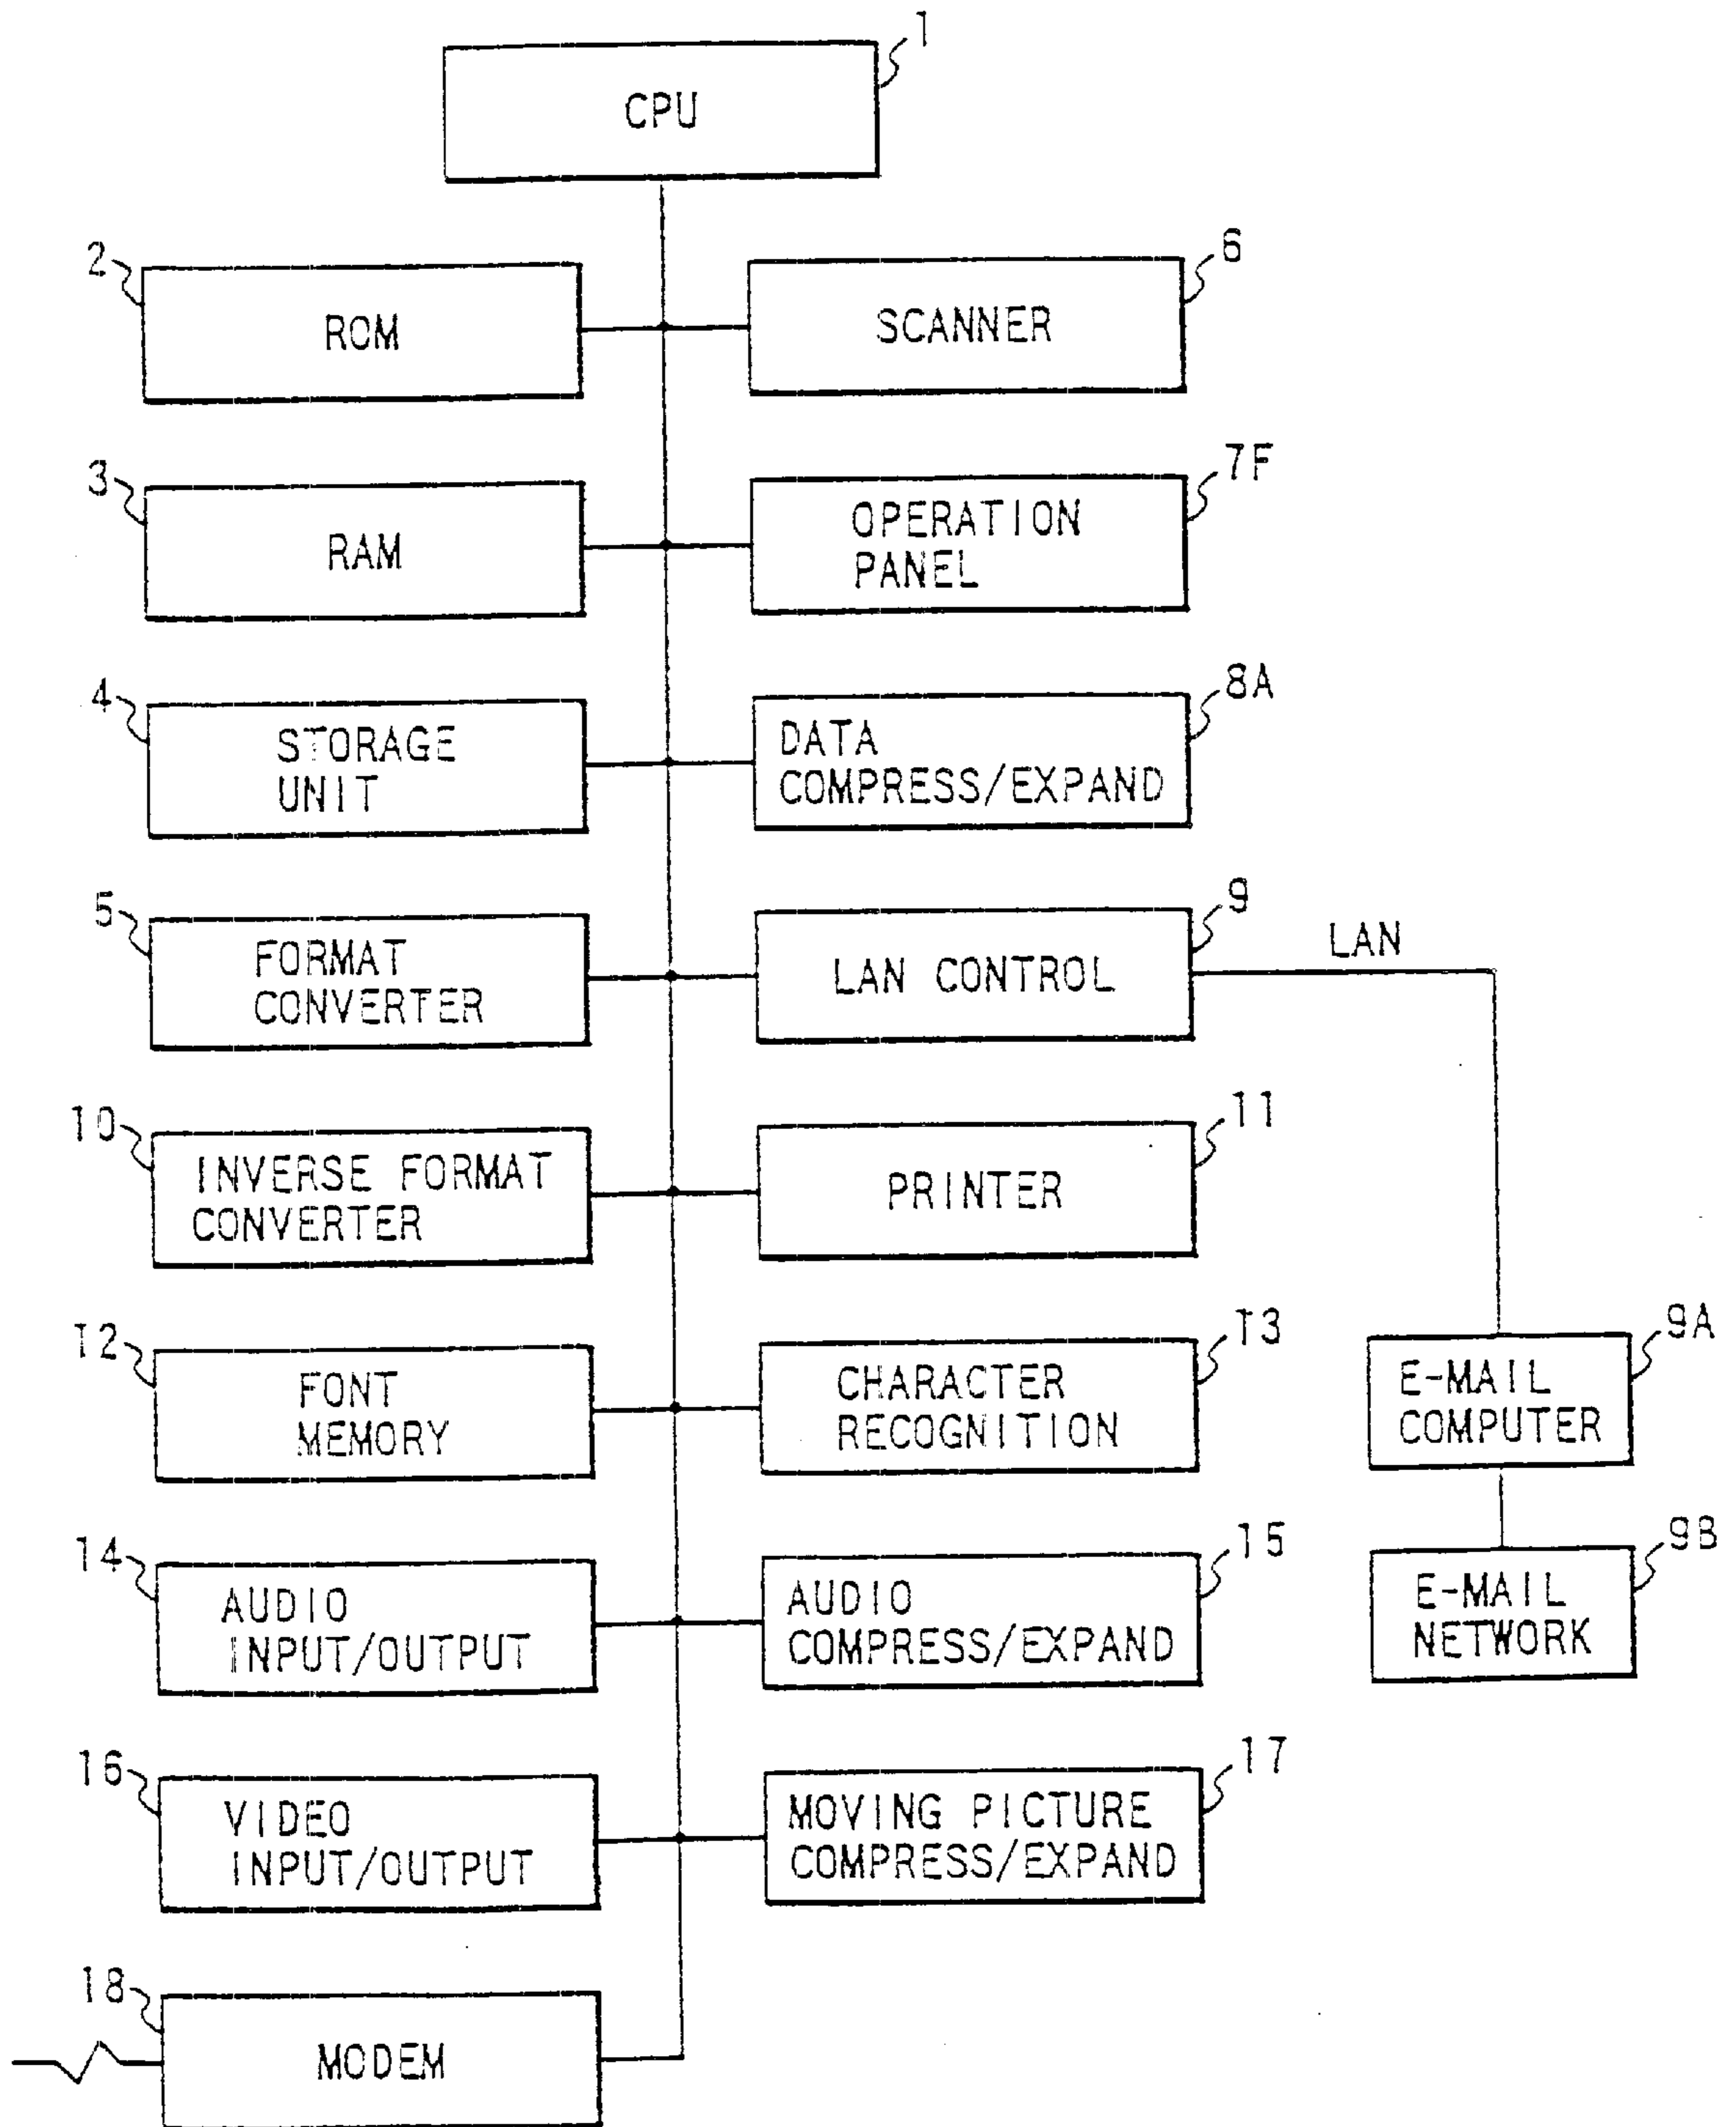 1
CPU
2
ROM
6
SCANNER
3
RAM
7F
OPERATION
PANEL
4
STORAGE
UNIT
8A
DATA
COMPRESS/EXPAND
5
FORMAT
CONVERTER
9
LAN CONTROL
LAN
10
INVERSE FORMAT
CONVERTER
11
PRINTER
12
FONT
MEMORY
13
CHARACTER
RECOGNITION
9A
E-MAIL
COMPUTER
14
AUDIO
INPUT/OUTPUT
15
AUDIO
COMPRESS/EXPAND
9B
E-MAIL
NETWORK
16
VIDEO
INPUT/OUTPUT
17
MOVING PICTURE
COMPRESS/EXPAND
18
MODEM